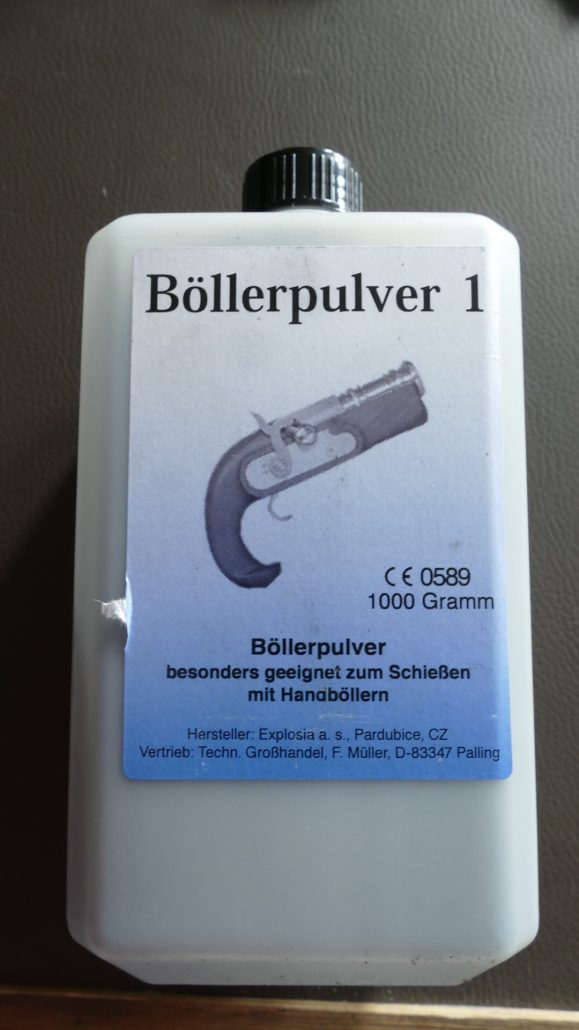 Böllerpulver 1
CE 0589
1000 Gramm
Böllerpulver
besonders geeignet zum Schießen
mit Handböllern
Hersteller: Explosia a. s., Pardubice, CZ
Vertrieb: Techn. Großhandel, F. Müller, D-83347 Palling